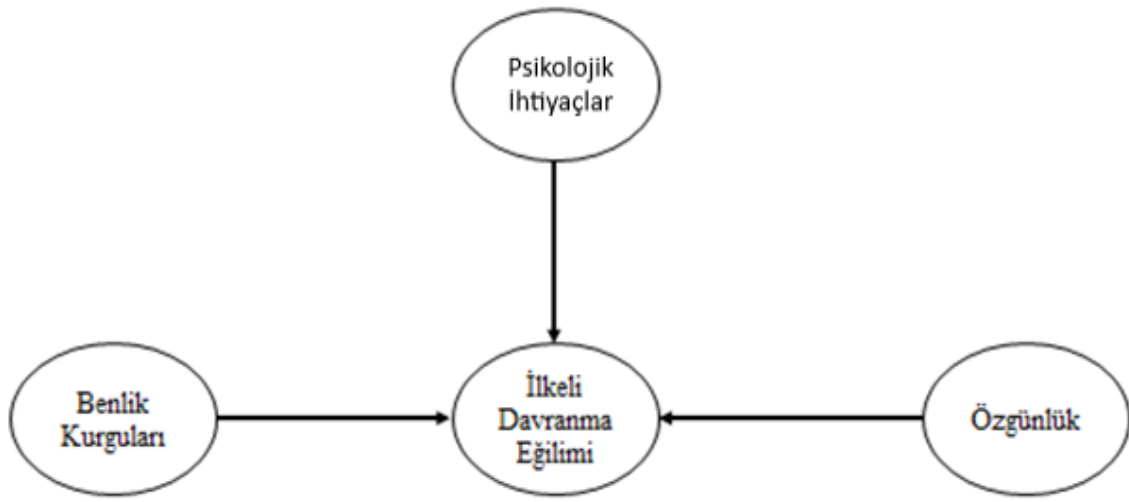 Psikolojik
İhtiyaçlar
Benlik
Kurguları
İlkeli
Davranma
Eğilimi
Özgünlük